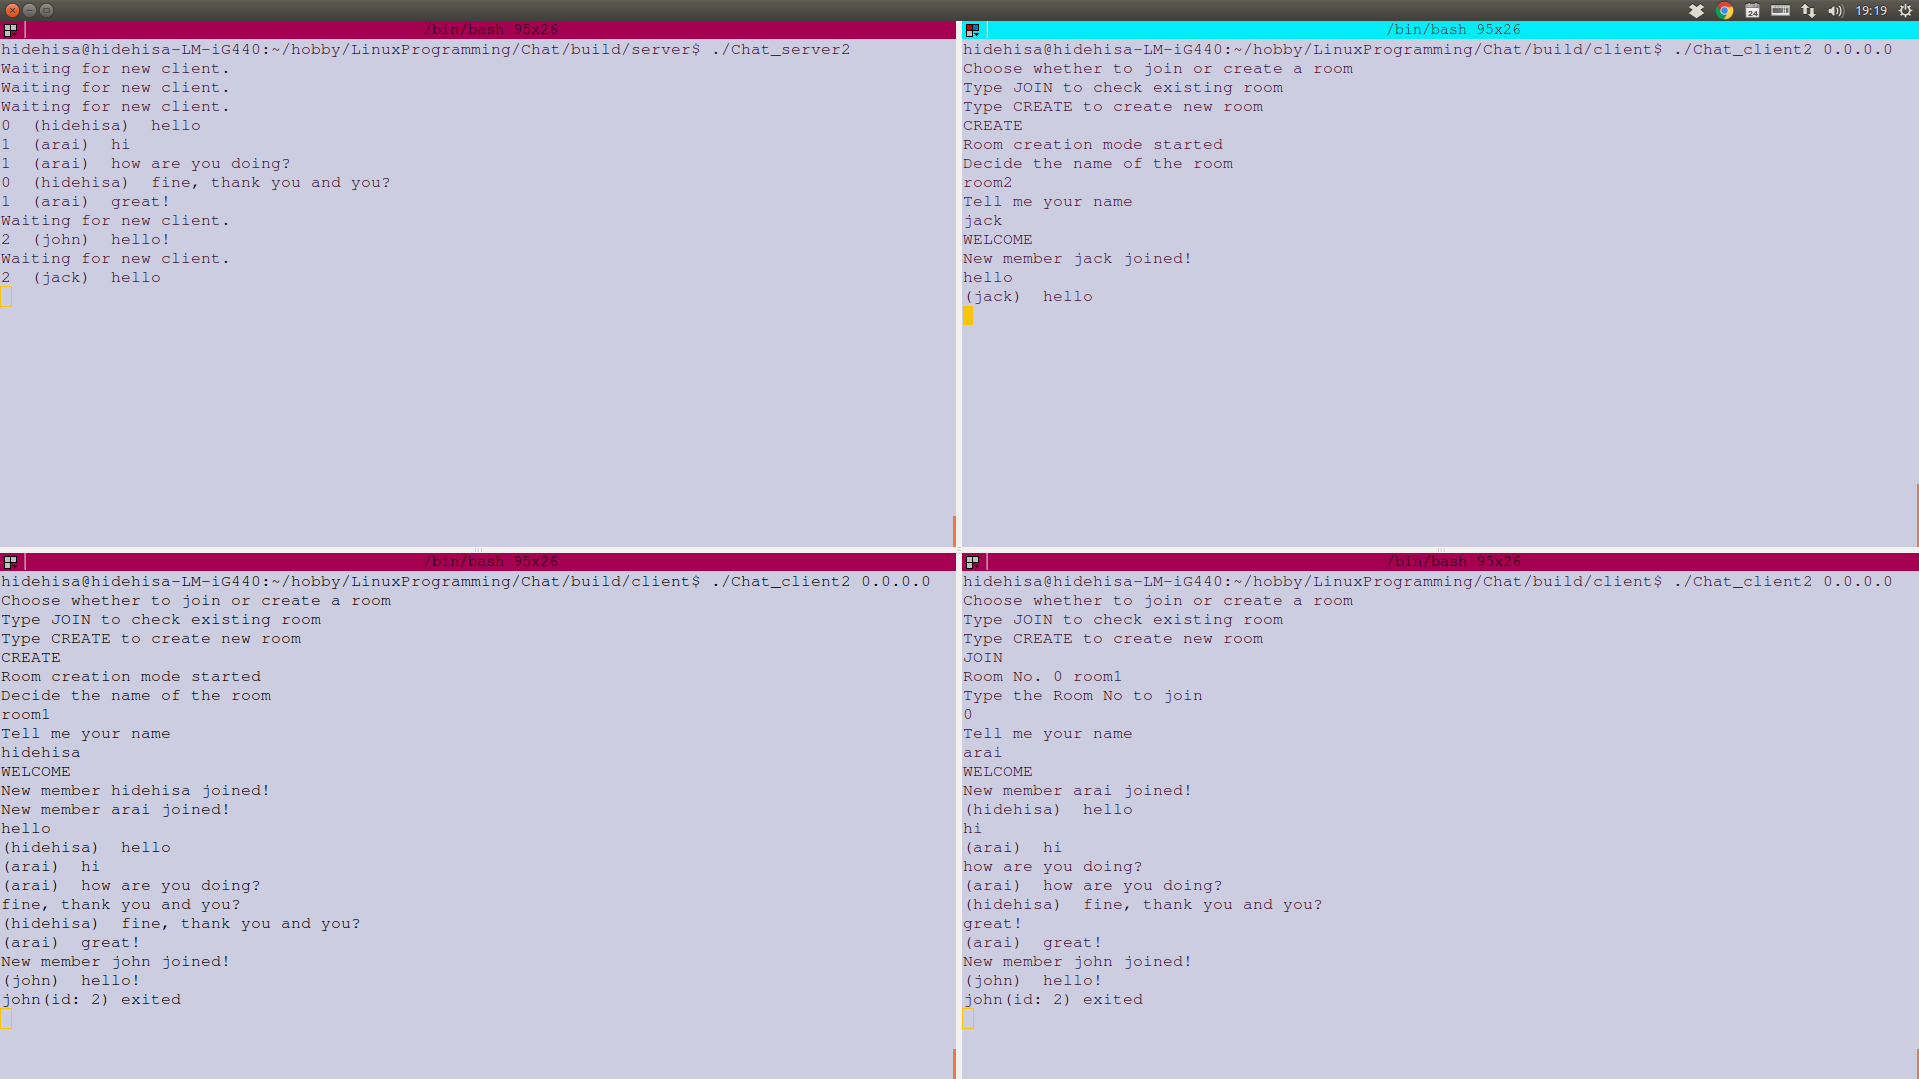 24
19:19
/bin/bash 95x26
hidehisa@hidehisa-LM-iG440:~/hobby/LinuxProgramming/Chat/build/server$ ./Chat_server2
Waiting for new client.
Waiting for new client.
Waiting for new client.
0  (hidehisa)  hello
1  (arai)  hi
1  (arai)  how are you doing?
0  (hidehisa)  fine, thank you and you?
1  (arai)  great!
Waiting for new client.
2  (john)  hello!
Waiting for new client.
2  (jack)  hello
/bin/bash 95x26
hidehisa@hidehisa-LM-iG440:~/hobby/LinuxProgramming/Chat/build/client$ ./Chat_client2 0.0.0.0
Choose whether to join or create a room
Type JOIN to check existing room
Type CREATE to create new room
CREATE
Room creation mode started
Decide the name of the room
room2
Tell me your name
jack
WELCOME
New member jack joined!
hello
(jack)  hello
/bin/bash 95x26
hidehisa@hidehisa-LM-iG440:~/hobby/LinuxProgramming/Chat/build/client$ ./Chat_client2 0.0.0.0
Choose whether to join or create a room
Type JOIN to check existing room
Type CREATE to create new room
CREATE
Room creation mode started
Decide the name of the room
room1
Tell me your name
hidehisa
WELCOME
New member hidehisa joined!
New member arai joined!
hello
(hidehisa)  hello
(arai)  hi
(arai)  how are you doing?
fine, thank you and you?
(hidehisa)  fine, thank you and you?
(arai)  great!
New member john joined!
(john)  hello!
john(id: 2) exited
/bin/bash 95x26
hidehisa@hidehisa-LM-iG440:~/hobby/LinuxProgramming/Chat/build/client$ ./Chat_client2 0.0.0.0
Choose whether to join or create a room
Type JOIN to check existing room
Type CREATE to create new room
JOIN
Room No. 0 room1
Type the Room No to join
0
Tell me your name
arai
WELCOME
New member arai joined!
(hidehisa)  hello
hi
(arai)  hi
how are you doing?
(arai)  how are you doing?
(hidehisa)  fine, thank you and you?
great!
(arai)  great!
New member john joined!
(john)  hello!
john(id: 2) exited